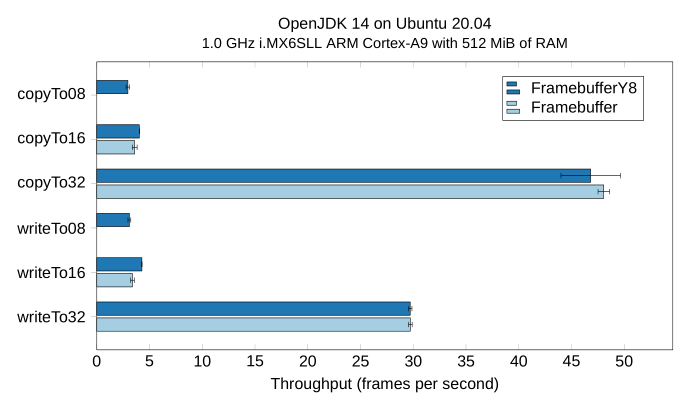 OpenJDK 14 on Ubuntu 20.04
1.0 GHz i.MX6SLL ARM Cortex-A9 with 512 MiB of RAM
FramebufferY8
Framebuffer
copyTo08
copyTo16
copyTo32
writeTo08
writeTo16
writeTo32
0 5 10 15 20 25 30 35 40 45 50
Throughput (frames per second)